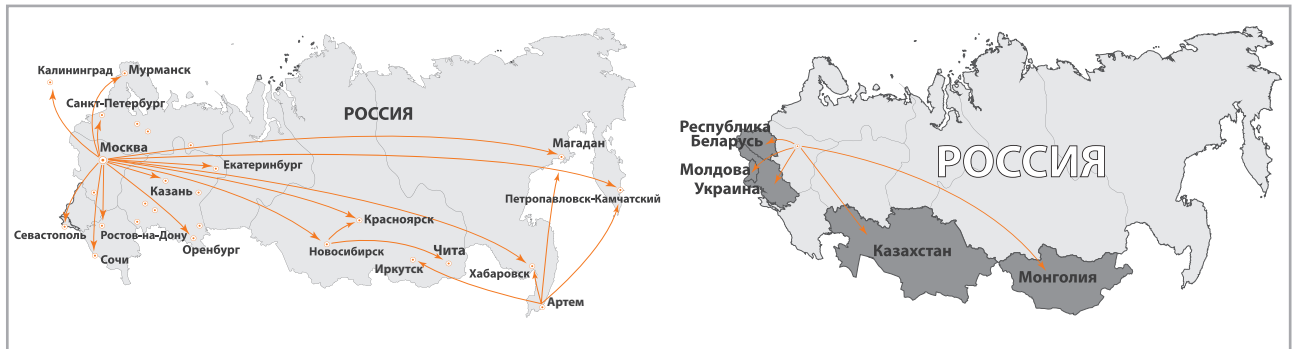 Калининград
Мурманск
Санкт-Петербург
РОССИЯ
Москва
Магадан
Екатеринбург
Казань
Петропавловск-Камчатский
Красноярск
Севастополь
Ростов-на-Дону
Оренбург
Новосибирск
Чита
Сочи
Иркутск
Хабаровск
Артем
Республика
Беларусь
РОССИЯ
Молдова
Украина
Казахстан
Монголия